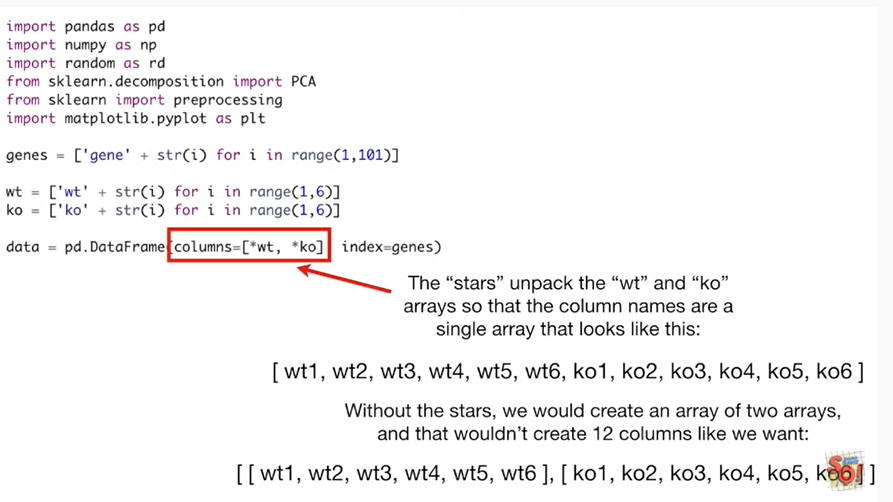 import pandas as pd
import numpy as np
import random as rd
from sklearn.decomposition import PCA
from sklearn import preprocessing
import matplotlib.pyplot as plt
genes = ['gene' + str(i) for i in range(1,101)]
wt = ['wt' + str(i) for i in range(1,6)]
ko = ['ko' + str(i) for i in range(1,6)]
data = pd.DataFrame(columns=[*wt, *ko] index=genes)
The “stars” unpack the “wt” and “ko”
arrays so that the column names are a
single array that looks like this:
[ wt1, wt2, wt3, wt4, wt5, wt6, ko1, ko2, ko3, ko4, ko5, ko6 ]
Without the stars, we would create an array of two arrays,
and that wouldn’t create 12 columns like we want:
[ [ wt1, wt2, wt3, wt4, wt5, wt6 ], [ ko1, ko2, ko3, ko4, ko5, ko6 ] ]